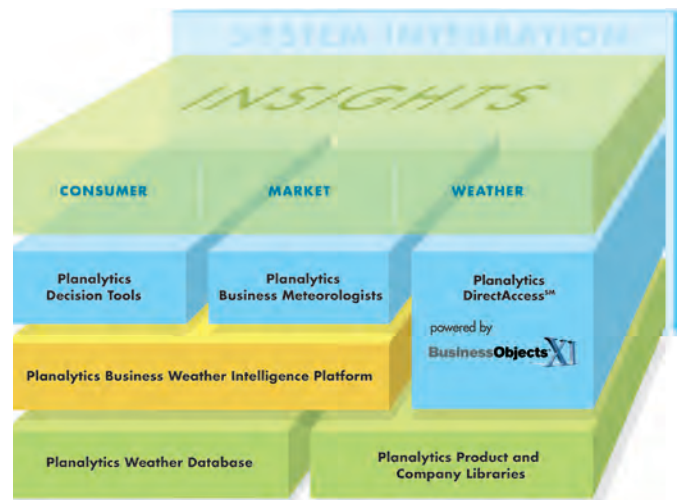 SYSTEM INTEGRATION
INSIGHTS
CONSUMER
MARKET
WEATHER
Planalytics
Decision Tools
Planalytics
Business Meteorologists
Planalytics
DirectAccess℠
powered by
BusinessObjects XI
Planalytics Business Weather Intelligence Platform
Planalytics Weather Database
Planalytics Product and
Company Libraries